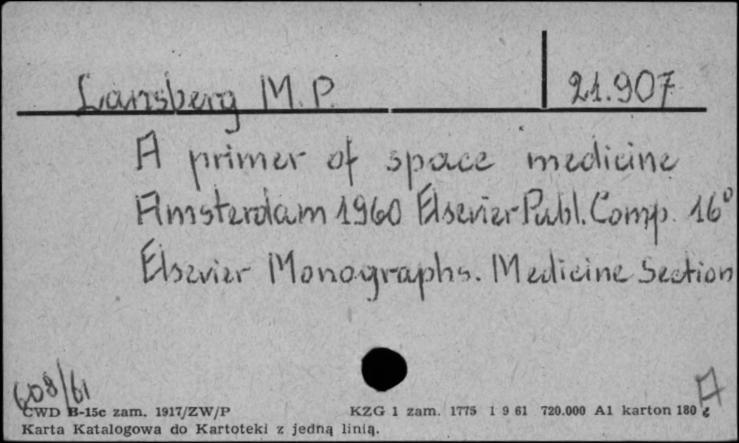 Lansberg M.P. 21.907
A primer of space medicine
Amsterdam 1960 Elsevier Publ. Comp. 16°
Elsevier Monographs. Medicine Section
608/61 A
CWD B-15c zam. 1917/ZW/P KZG 1 zam. 1775 1 9 61 720.000 A1 karton 180 g
Karta Katalogowa do Kartoteki z jedną linią.